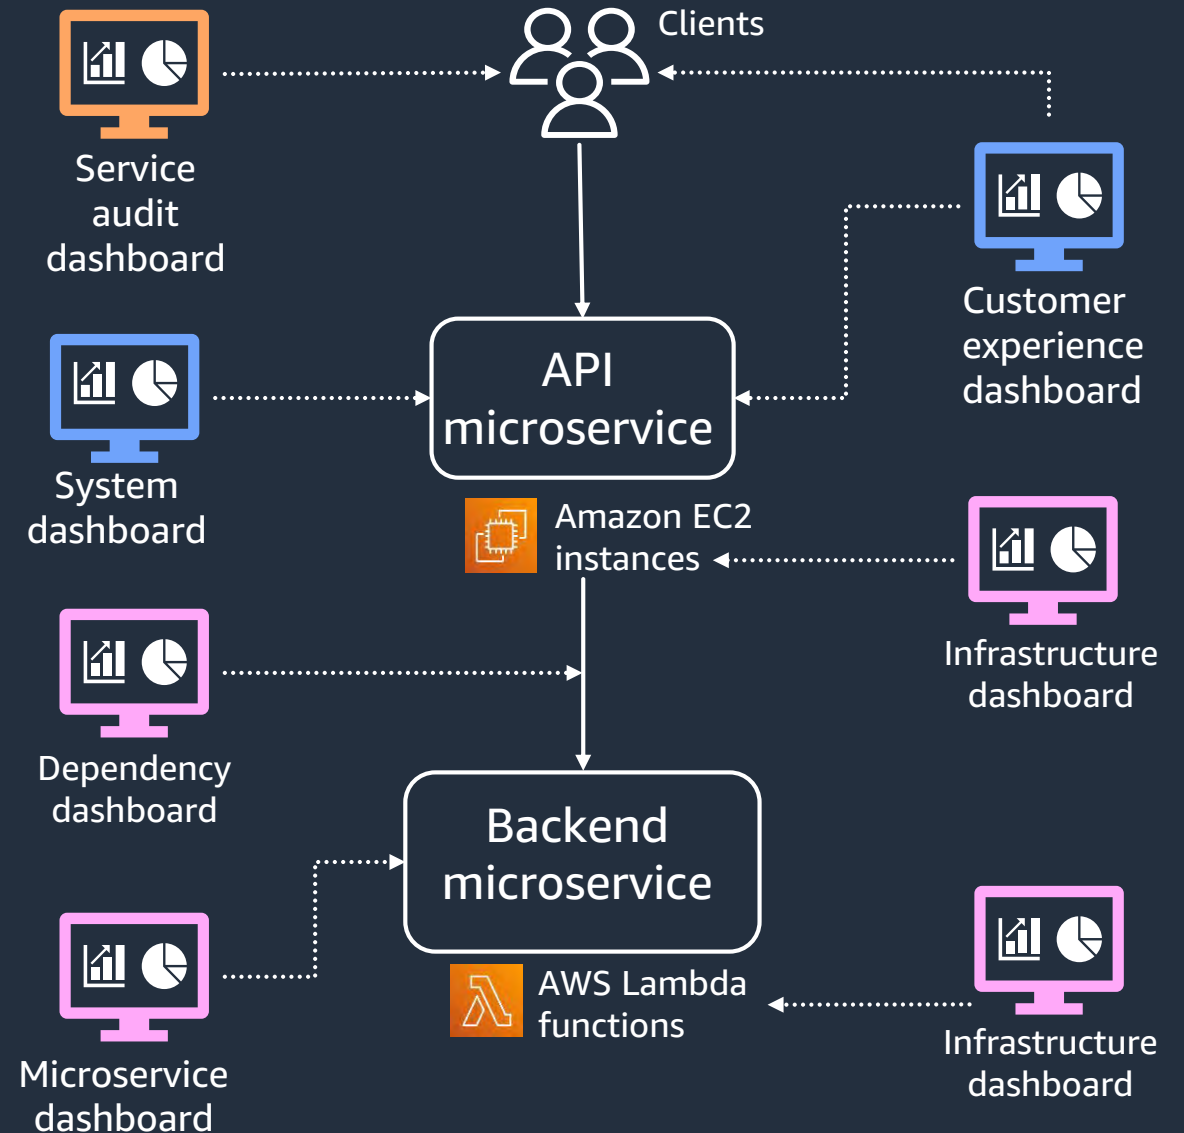 Clients
Service
audit
dashboard
Customer
experience
dashboard
API
microservice
System
dashboard
Amazon EC2
instances
Infrastructure
dashboard
Dependency
dashboard
Backend
microservice
AWS Lambda
functions
Infrastructure
dashboard
Microservice
dashboard